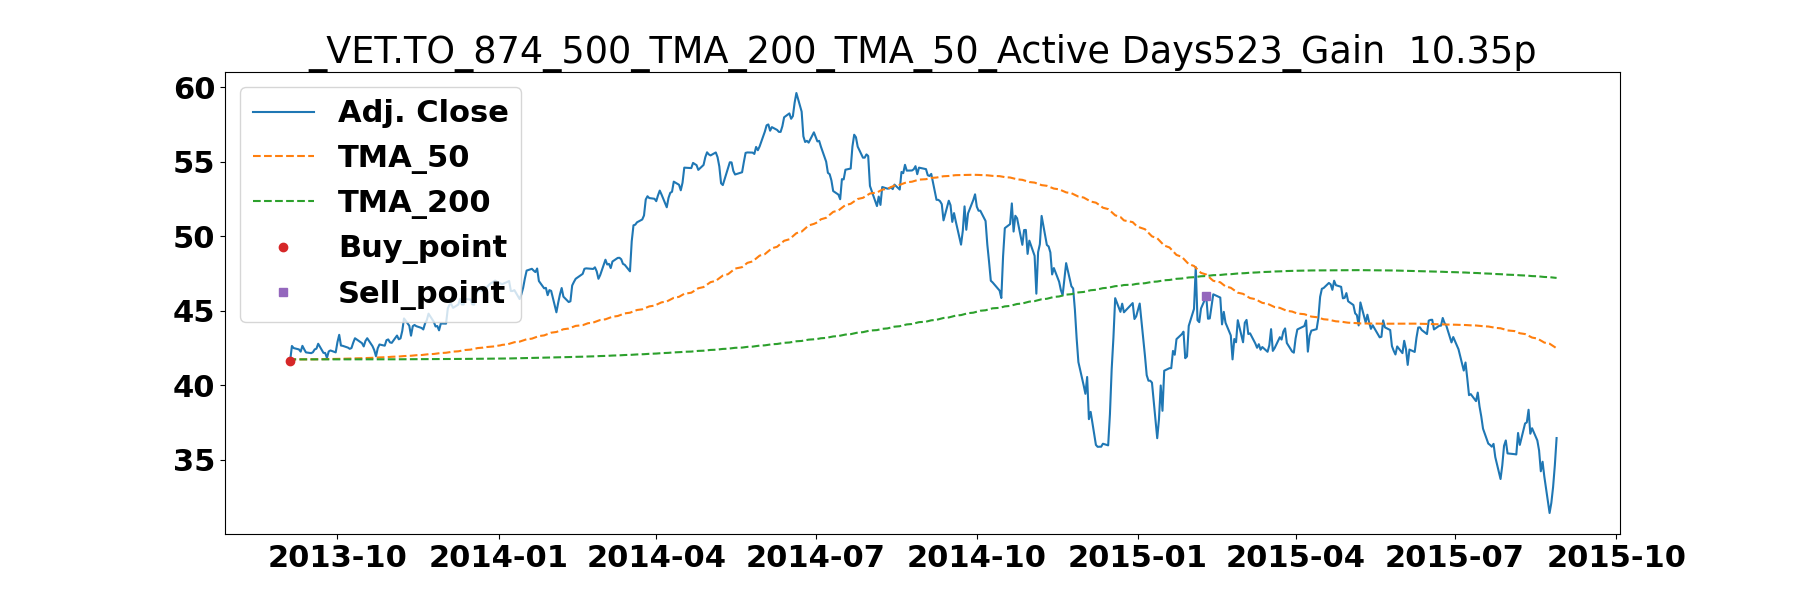 _VET.TO_874_500_TMA_200_TMA_50_Active Days523_Gain  10.35p
60
55
50
45
40
35
Adj. Close
TMA_50
TMA_200
Buy_point
Sell_point
2013-10 2014-01 2014-04 2014-07 2014-10 2015-01 2015-04 2015-07 2015-10